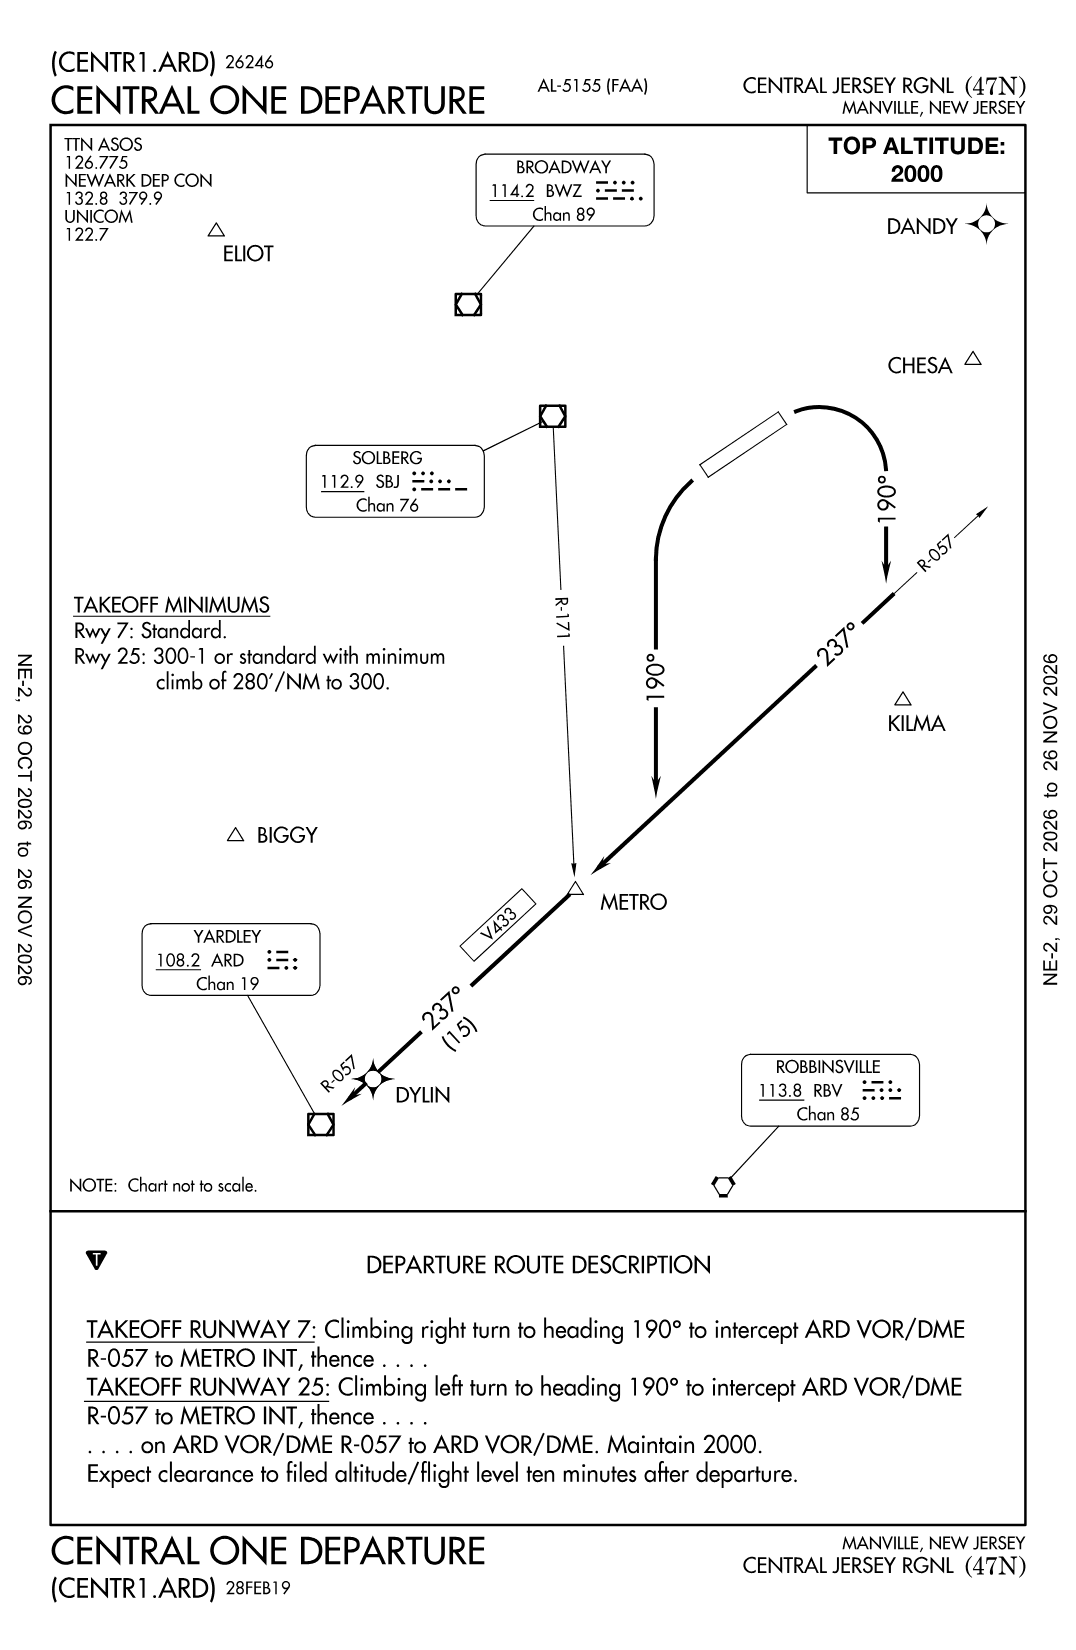 (CENTR1.ARD) 26246
CENTRAL ONE DEPARTURE
AL-5155 (FAA)
CENTRAL JERSEY RGNL (47N)
MANVILLE, NEW JERSEY
TTN ASOS
126.775
NEWARK DEP CON
132.8 379.9
UNICOM
122.7
TOP ALTITUDE:
2000
BROADWAY
114.2 BWZ
Chan 89
DANDY
ELIOT
CHESA
SOLBERG
112.9 SBJ
Chan 76
190°
R-057
R-171
TAKEOFF MINIMUMS
Rwy 7: Standard.
Rwy 25: 300-1 or standard with minimum
climb of 280'/NM to 300.
237°
190°
KILMA
NE-2, 29 OCT 2026 to 26 NOV 2026
NE-2, 29 OCT 2026 to 26 NOV 2026
BIGGY
METRO
V433
YARDLEY
108.2 ARD
Chan 19
237°
(15)
R-057
DYLIN
ROBBINSVILLE
113.8 RBV
Chan 85
NOTE: Chart not to scale.
T
DEPARTURE ROUTE DESCRIPTION
TAKEOFF RUNWAY 7: Climbing right turn to heading 190° to intercept ARD VOR/DME
R-057 to METRO INT, thence . . . .
TAKEOFF RUNWAY 25: Climbing left turn to heading 190° to intercept ARD VOR/DME
R-057 to METRO INT, thence . . . .
. . . . on ARD VOR/DME R-057 to ARD VOR/DME. Maintain 2000.
Expect clearance to filed altitude/flight level ten minutes after departure.
CENTRAL ONE DEPARTURE
(CENTR1.ARD) 28FEB19
MANVILLE, NEW JERSEY
CENTRAL JERSEY RGNL (47N)